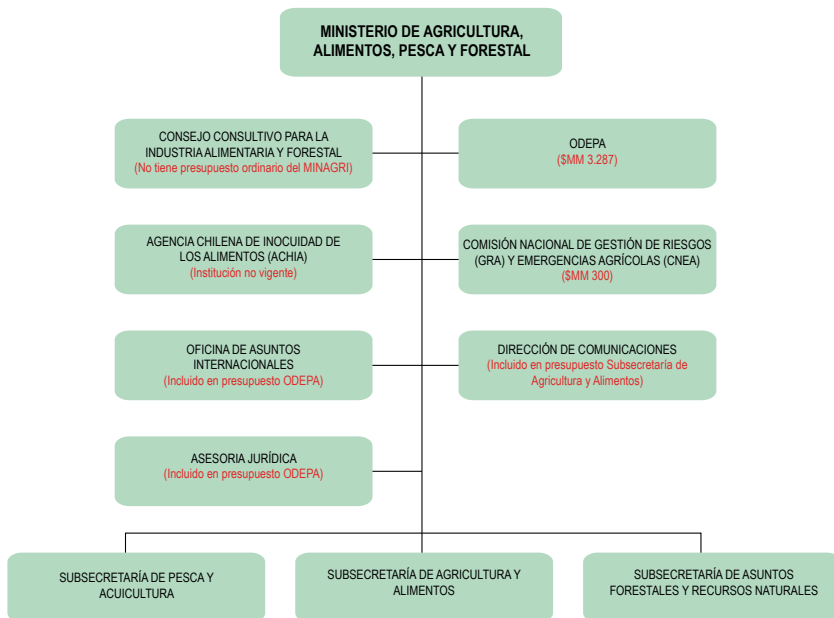 MINISTERIO DE AGRICULTURA,
ALIMENTOS, PESCA Y FORESTAL
CONSEJO CONSULTIVO PARA LA
INDUSTRIA ALIMENTARIA Y FORESTAL
(No tiene presupuesto ordinario del MINAGRI)
ODEPA
($MM 3.287)
AGENCIA CHILENA DE INOCUIDAD DE
LOS ALIMENTOS (ACHIA)
(Institución no vigente)
COMISIÓN NACIONAL DE GESTIÓN DE RIESGOS
(GRA) Y EMERGENCIAS AGRÍCOLAS (CNEA)
($MM 300)
OFICINA DE ASUNTOS
INTERNACIONALES
(Incluido en presupuesto ODEPA)
DIRECCIÓN DE COMUNICACIONES
(Incluido en presupuesto Subsecretaría de
Agricultura y Alimentos)
ASESORIA JURÍDICA
(Incluido en presupuesto ODEPA)
SUBSECRETARÍA DE PESCA Y
ACUICULTURA
SUBSECRETARÍA DE AGRICULTURA Y
ALIMENTOS
SUBSECRETARÍA DE ASUNTOS
FORESTALES Y RECURSOS NATURALES